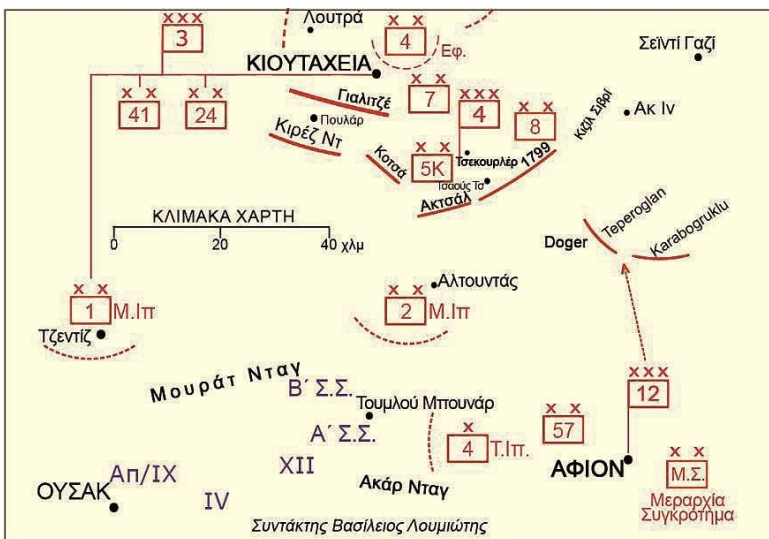 x x x
3
Λουτρά
x x
4
Εφ.
Σεϊντί Γαζί
ΚΙΟΥΤΑΧΕΙΑ
x x
41
x x
24
Γιαλιτζέ
x x
7
x x x
4
x x
8
Κιζίλ Σιβρί
Ακ Ιν
Πουλάρ
Κιρέζ Ντ
Κοτσά
x x
5Κ
Τσεκουρλέρ
1799
Τσαούς Τσ
Ακτσάλ
ΚΛΙΜΑΚΑ ΧΑΡΤΗ
0 20 40 χλμ
Doger
Teperoglan
Karabogruklu
x x
1
Μ.Ιπ
Τζεντίζ
Αλτουντάς
x x
2
Μ.Ιπ
Μουράτ Νταγ
Β΄ Σ.Σ.
Τουμλού Μπουνάρ
Α΄ Σ.Σ.
x
4
Τ.Ιπ.
x x
57
x x x
12
ΧΙΙ
Απ/ΙΧ
ΙV
ΟΥΣΑΚ
Ακάρ Νταγ
ΑΦΙΟΝ
x x
Μ.Σ.
Μεραρχία
Συγκρότημα
Συντάκτης Βασίλειος Λουμιώτης